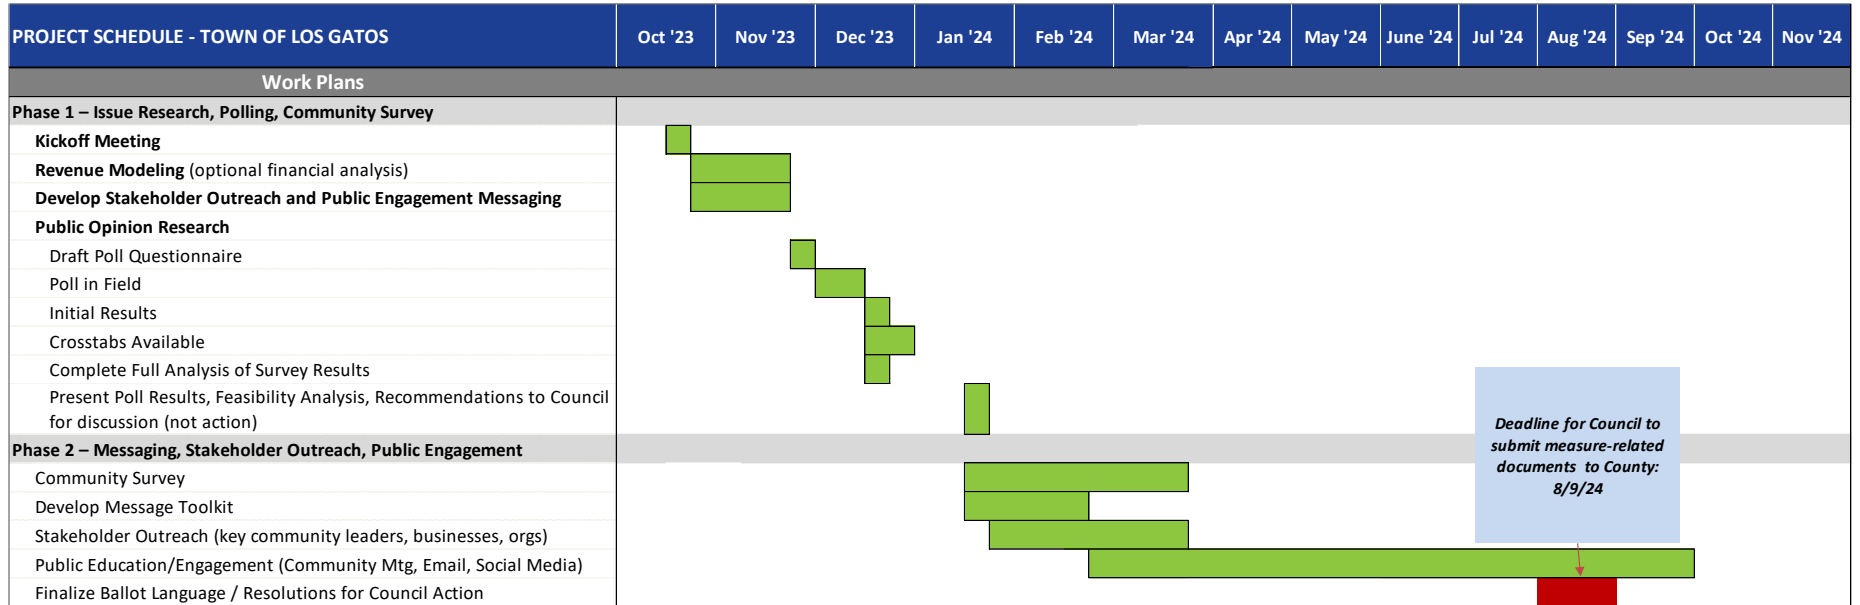 PROJECT SCHEDULE - TOWN OF LOS GATOS Oct '23 Nov '23 Dec '23 Jan '24 Feb '24 Mar '24 Apr '24 May '24 June '24 Jul '24 Aug '24 Sep '24 Oct '24 Nov '24
Work Plans
Phase 1 – Issue Research, Polling, Community Survey
Kickoff Meeting
Revenue Modeling (optional financial analysis)
Develop Stakeholder Outreach and Public Engagement Messaging
Public Opinion Research
Draft Poll Questionnaire
Poll in Field
Initial Results
Crosstabs Available
Complete Full Analysis of Survey Results
Present Poll Results, Feasibility Analysis, Recommendations to Council
for discussion (not action)
Phase 2 – Messaging, Stakeholder Outreach, Public Engagement
Community Survey
Develop Message Toolkit
Stakeholder Outreach (key community leaders, businesses, orgs)
Public Education/Engagement (Community Mtg, Email, Social Media)
Finalize Ballot Language / Resolutions for Council Action
Deadline for Council to
submit measure-related
documents to County:
8/9/24